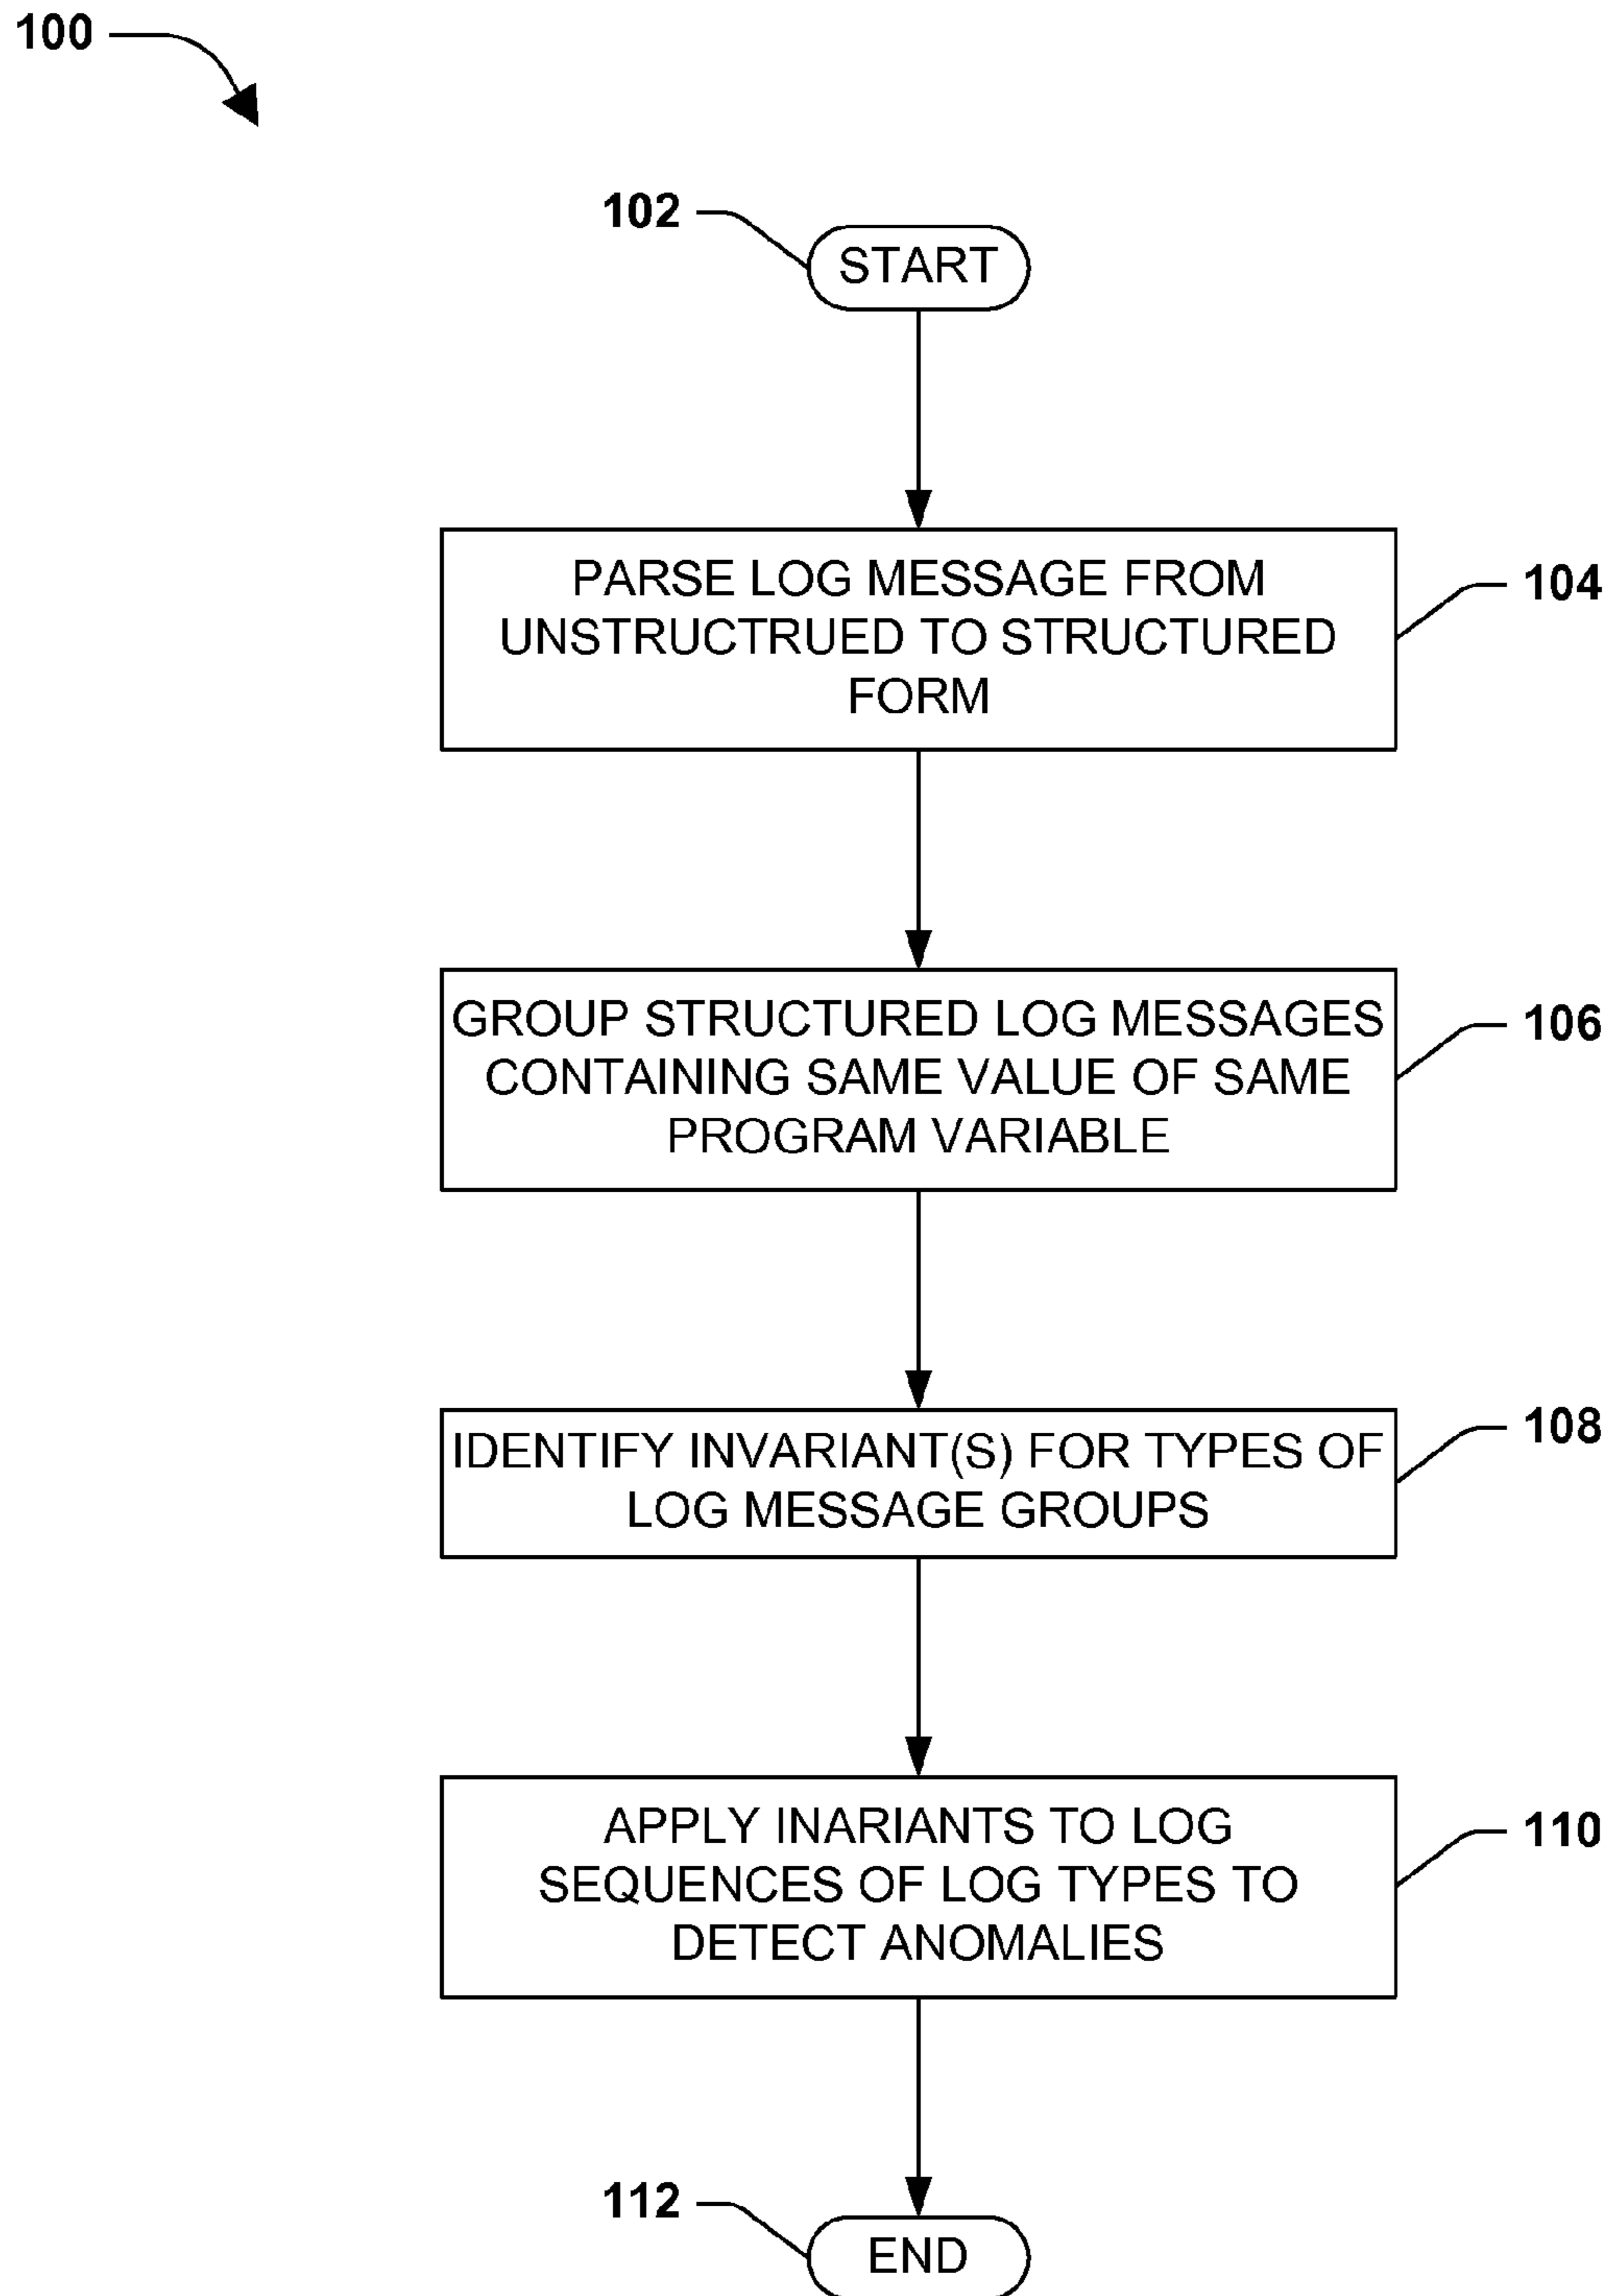 100
102
START
PARSE LOG MESSAGE FROM
UNSTRUCTRUED TO STRUCTURED
FORM
104
GROUP STRUCTURED LOG MESSAGES
CONTAINING SAME VALUE OF SAME
PROGRAM VARIABLE
106
IDENTIFY INVARIANT(S) FOR TYPES OF
LOG MESSAGE GROUPS
108
APPLY INARIANTS TO LOG
SEQUENCES OF LOG TYPES TO
DETECT ANOMALIES
110
112
END